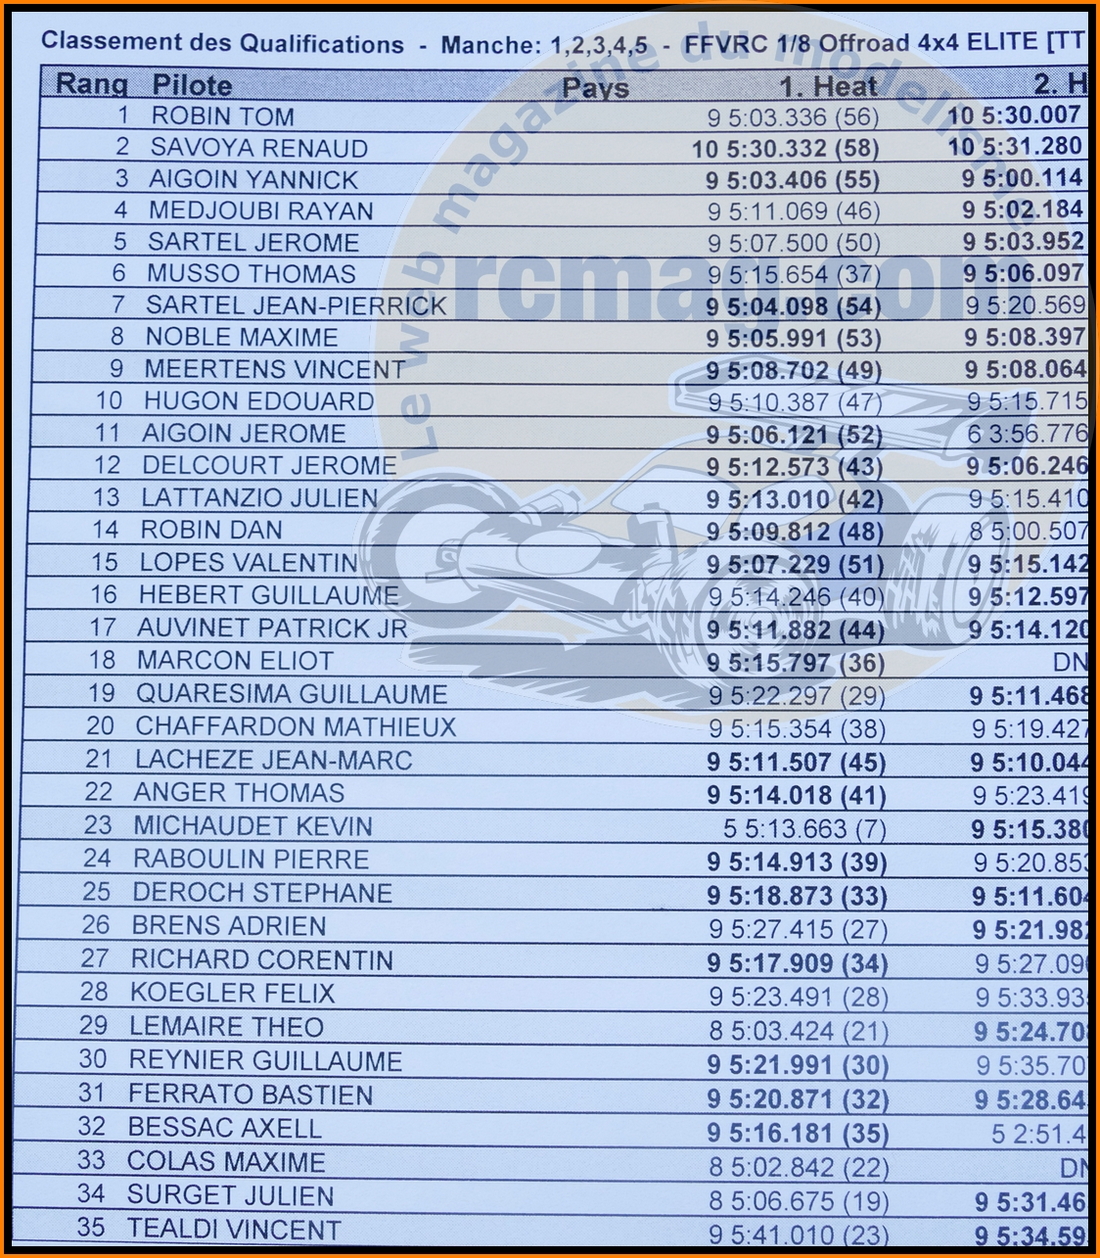 Classement des Qualifications - Manche: 1,2,3,4,5 - FFVRC 1/8 Offroad 4x4 ELITE [TT
Rang Pilote Pays 1. Heat 2. H
1 ROBIN TOM 9 5:03.336 (56) 10 5:30.007
2 SAVOYA RENAUD 10 5:30.332 (58) 10 5:31.280
3 AIGOIN YANNICK 9 5:03.406 (55) 9 5:00.114
4 MEDJOUBI RAYAN 9 5:11.069 (46) 9 5:02.184
5 SARTEL JEROME 9 5:07.500 (50) 9 5:03.952
6 MUSSO THOMAS 9 5:15.654 (37) 9 5:06.097
7 SARTEL JEAN-PIERRICK 9 5:04.098 (54) 9 5:20.569
8 NOBLE MAXIME 9 5:05.991 (53) 9 5:08.397
9 MEERTENS VINCENT 9 5:08.702 (49) 9 5:08.064
10 HUGON EDOUARD 9 5:10.387 (47) 9 5:15.715
11 AIGOIN JEROME 9 5:06.121 (52) 6 3:56.776
12 DELCOURT JEROME 9 5:12.573 (43) 9 5:06.246
13 LATTANZIO JULIEN 9 5:13.010 (42) 9 5:15.410
14 ROBIN DAN 9 5:09.812 (48) 8 5:00.507
15 LOPES VALENTIN 9 5:07.229 (51) 9 5:15.142
16 HEBERT GUILLAUME 9 5:14.246 (40) 9 5:12.597
17 AUVINET PATRICK JR 9 5:11.882 (44) 9 5:14.120
18 MARCON ELIOT 9 5:15.797 (36) DN
19 QUARESIMA GUILLAUME 9 5:22.297 (29) 9 5:11.468
20 CHAFFARDON MATHIEUX 9 5:15.354 (38) 9 5:19.427
21 LACHEZE JEAN-MARC 9 5:11.507 (45) 9 5:10.044
22 ANGER THOMAS 9 5:14.018 (41) 9 5:23.419
23 MICHAUDET KEVIN 5 5:13.663 (7) 9 5:15.380
24 RABOULIN PIERRE 9 5:14.913 (39) 9 5:20.853
25 DEROCH STEPHANE 9 5:18.873 (33) 9 5:11.604
26 BRENS ADRIEN 9 5:27.415 (27) 9 5:21.982
27 RICHARD CORENTIN 9 5:17.909 (34) 9 5:27.09
28 KOEGLER FELIX 9 5:23.491 (28) 9 5:33.93
29 LEMAIRE THEO 8 5:03.424 (21) 9 5:24.70
30 REYNIER GUILLAUME 9 5:21.991 (30) 9 5:35.70
31 FERRATO BASTIEN 9 5:20.871 (32) 9 5:28.64
32 BESSAC AXELL 9 5:16.181 (35) 5 2:51.4
33 COLAS MAXIME 8 5:02.842 (22) DN
34 SURGET JULIEN 8 5:06.675 (19) 9 5:31.46
35 TEALDI VINCENT 9 5:41.010 (23) 9 5:34.59
Le web magazine du modelisme
rcmag.com